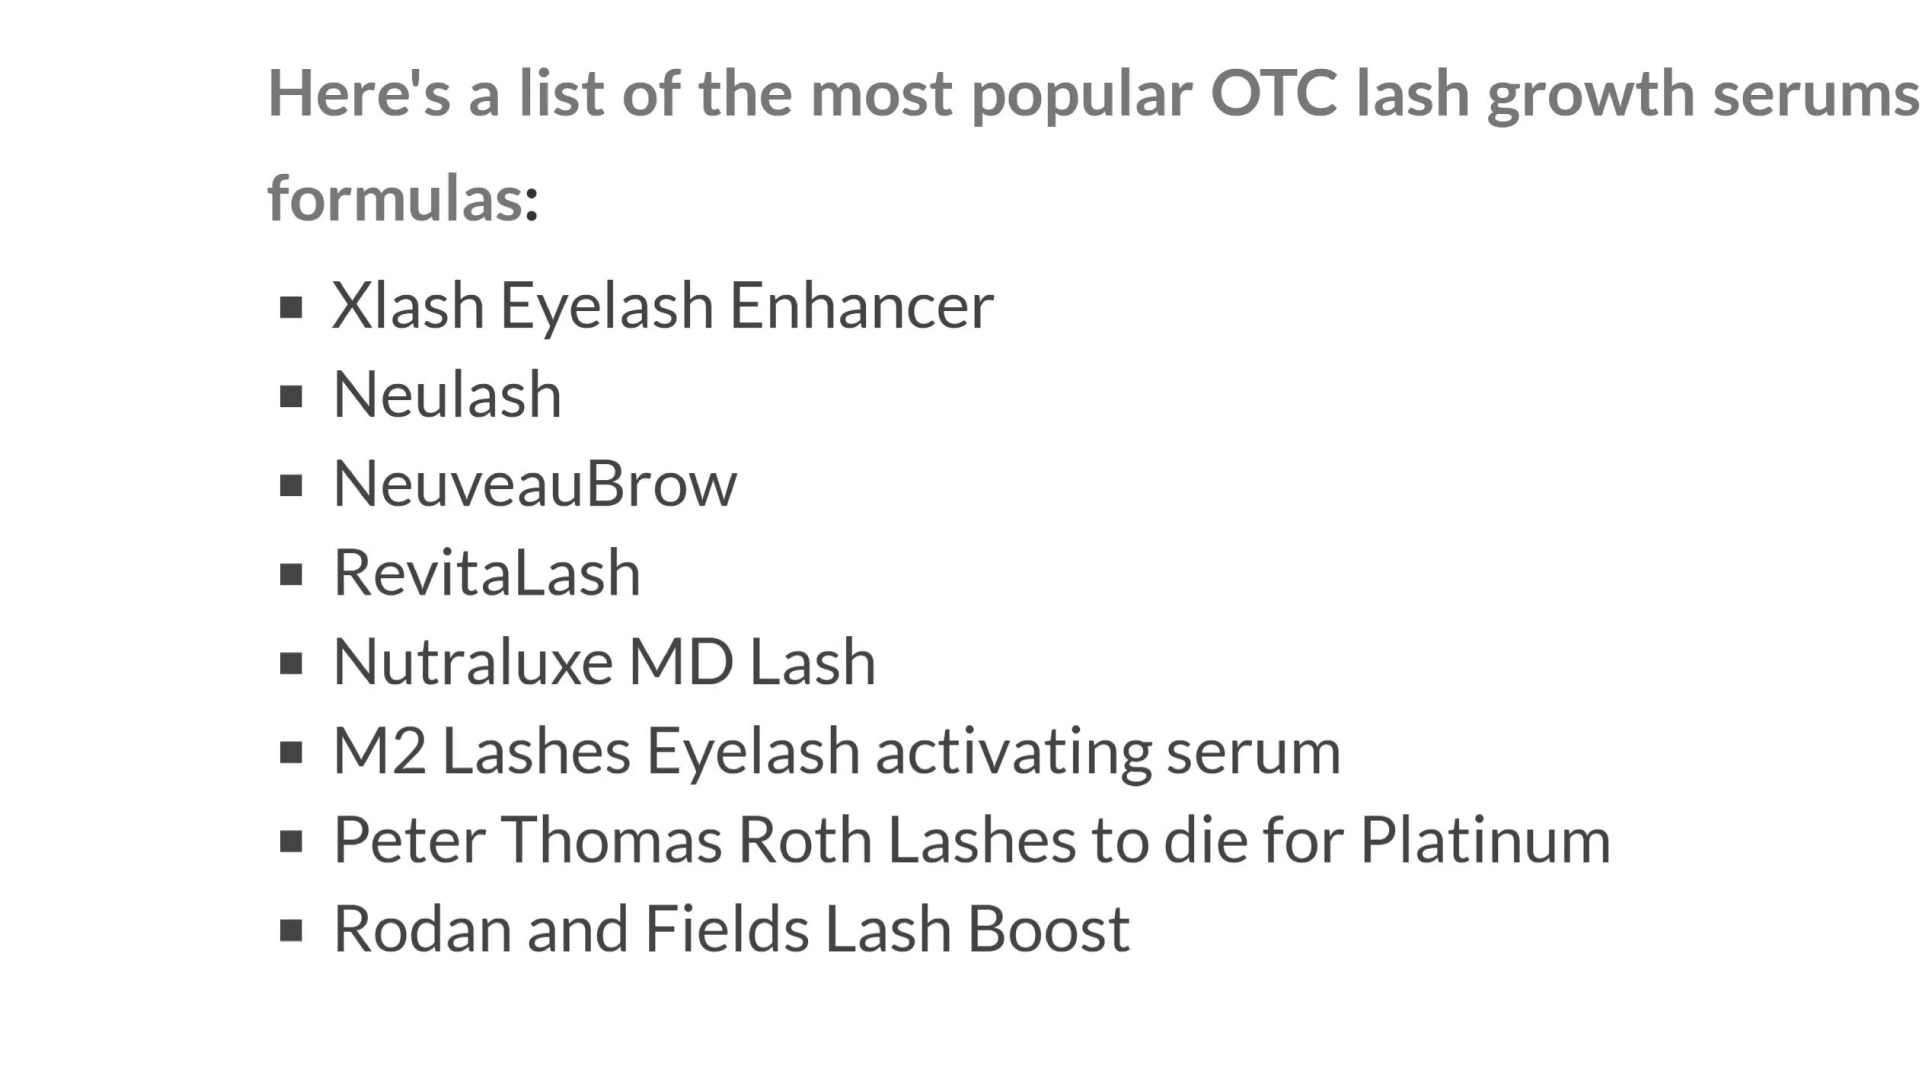 Here's a list of the most popular OTC lash growth serums
formulas:
Xlash Eyelash Enhancer
Neulash
NeuveauBrow
RevitaLash
Nutraluxe MD Lash
M2 Lashes Eyelash activating serum
Peter Thomas Roth Lashes to die for Platinum
Rodan and Fields Lash Boost